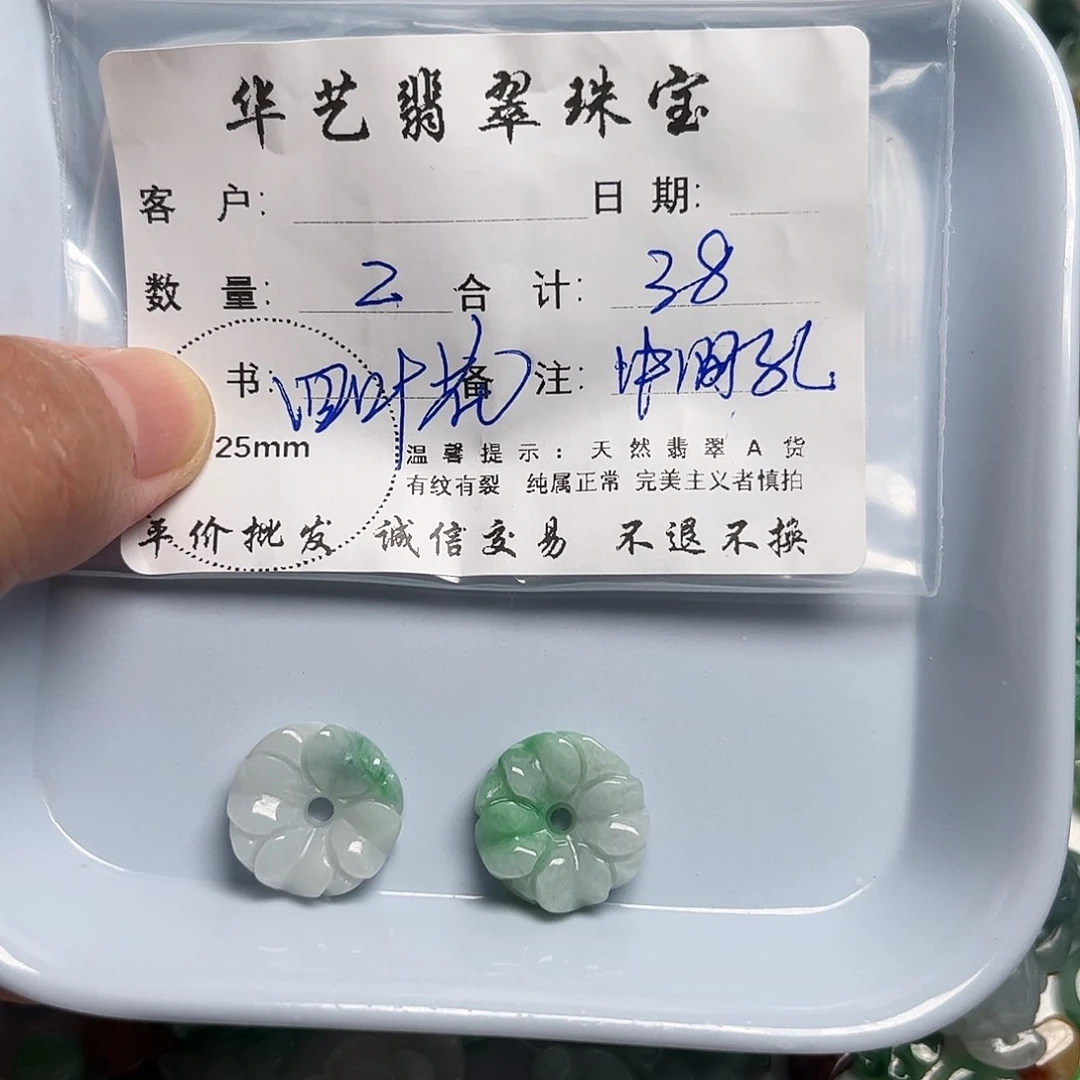 华艺翡翠珠宝
客 户: 日 期:
数 量: 2 合 计: 38
书: 四叶花 备 注: 中间孔
25mm
温馨提示: 天然翡翠A货
有纹有裂 纯属正常 完美主义者慎拍
平价批发 诚信交易 不退不换